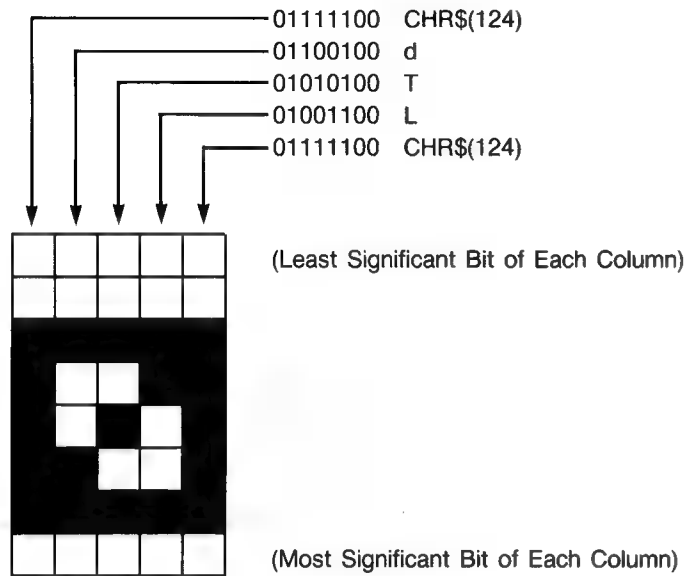 01111100 CHR$(124)
01100100 d
01010100 T
01001100 L
01111100 CHR$(124)
(Least Significant Bit of Each Column)
(Most Significant Bit of Each Column)